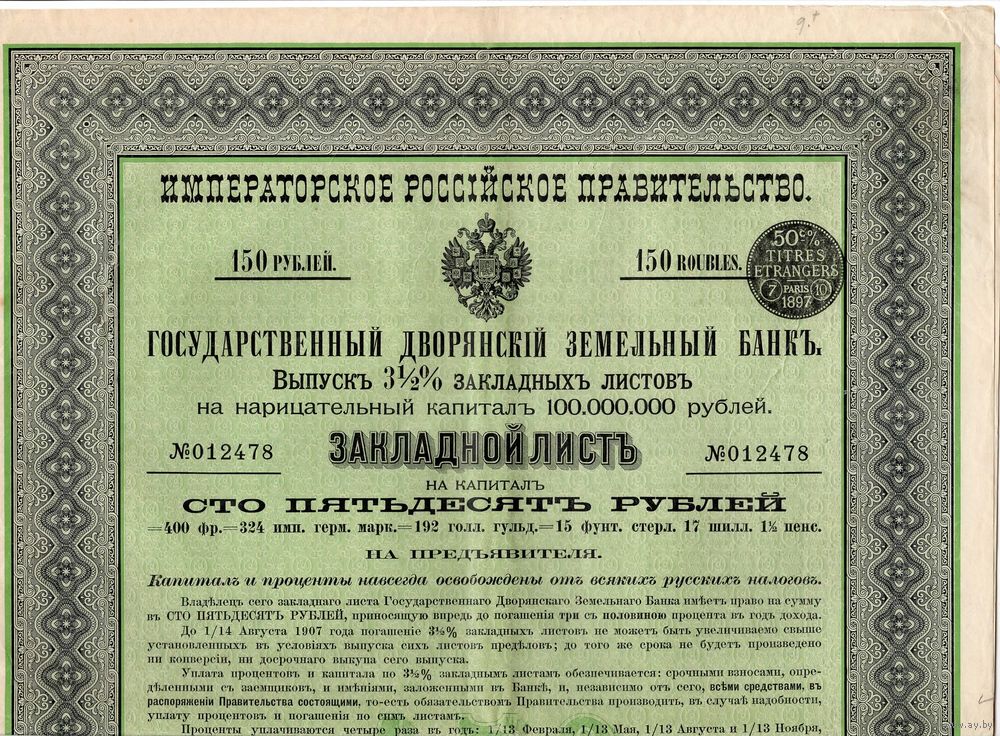 9.+
ИМПЕРАТОРСКОЕ РОССІЙСКОЕ ПРАВИТЕЛЬСТВО.
150 РУБЛЕЙ.
150 ROUBLES.
50 c. %
TITRES
ETRANGERS
7 PARIS 10
1897
ГОСУДАРСТВЕННЫЙ ДВОРЯНСКІЙ ЗЕМЕЛЬНЫЙ БАНКЪ.
ВЫПУСКЪ 3½% ЗАКЛАДНЫХЪ ЛИСТОВЪ
на нарицательный капиталъ 100.000.000 рублей.
№012478
ЗАКЛАДНОЙ ЛИСТЪ
№012478
НА КАПИТАЛЪ
СТО ПЯТЬДЕСЯТЪ РУБЛЕЙ
=400 фр.=324 имп. герм. марк.=192 голл. гульд.=15 фунт. стерл. 17 шилл. 1½ пенс.
НА ПРЕДЪЯВИТЕЛЯ.
Капиталъ и проценты навсегда освобождены отъ всякихъ русскихъ налоговъ.
Владѣлецъ сего закладнаго листа Государственнаго Дворянскаго Земельнаго Банка имѣетъ право на сумму
въ СТО ПЯТЬДЕСЯТЪ РУБЛЕЙ, приносящую впредь до погашенія три съ половиною процента въ годъ дохода.
До 1/14 Августа 1907 года погашеніе 3½% закладныхъ листовъ не можетъ быть увеличиваемо свыше
установленныхъ въ условіяхъ выпуска сихъ листовъ предѣловъ; до того же срока не будетъ произведено
ни конверсіи, ни досрочнаго выкупа сего выпуска.
Уплата процентовъ и капитала по 3½% закладнымъ листамъ обезпечивается: срочными взносами, опре-
дѣленными съ заемщиковъ, и имѣніями, заложенными въ Банкѣ, и, независимо отъ сего, всѣми средствами, въ
распоряженіи Правительства состоящими, то-есть обязательствомъ Правительства производить, въ случаѣ надобности,
уплату процентовъ и погашенія по симъ листамъ.
Проценты уплачиваются четыре раза въ годъ: 1/13 Февраля, 1/13 Мая, 1/13 Августа и 1/13 Ноября,
www.ay.by